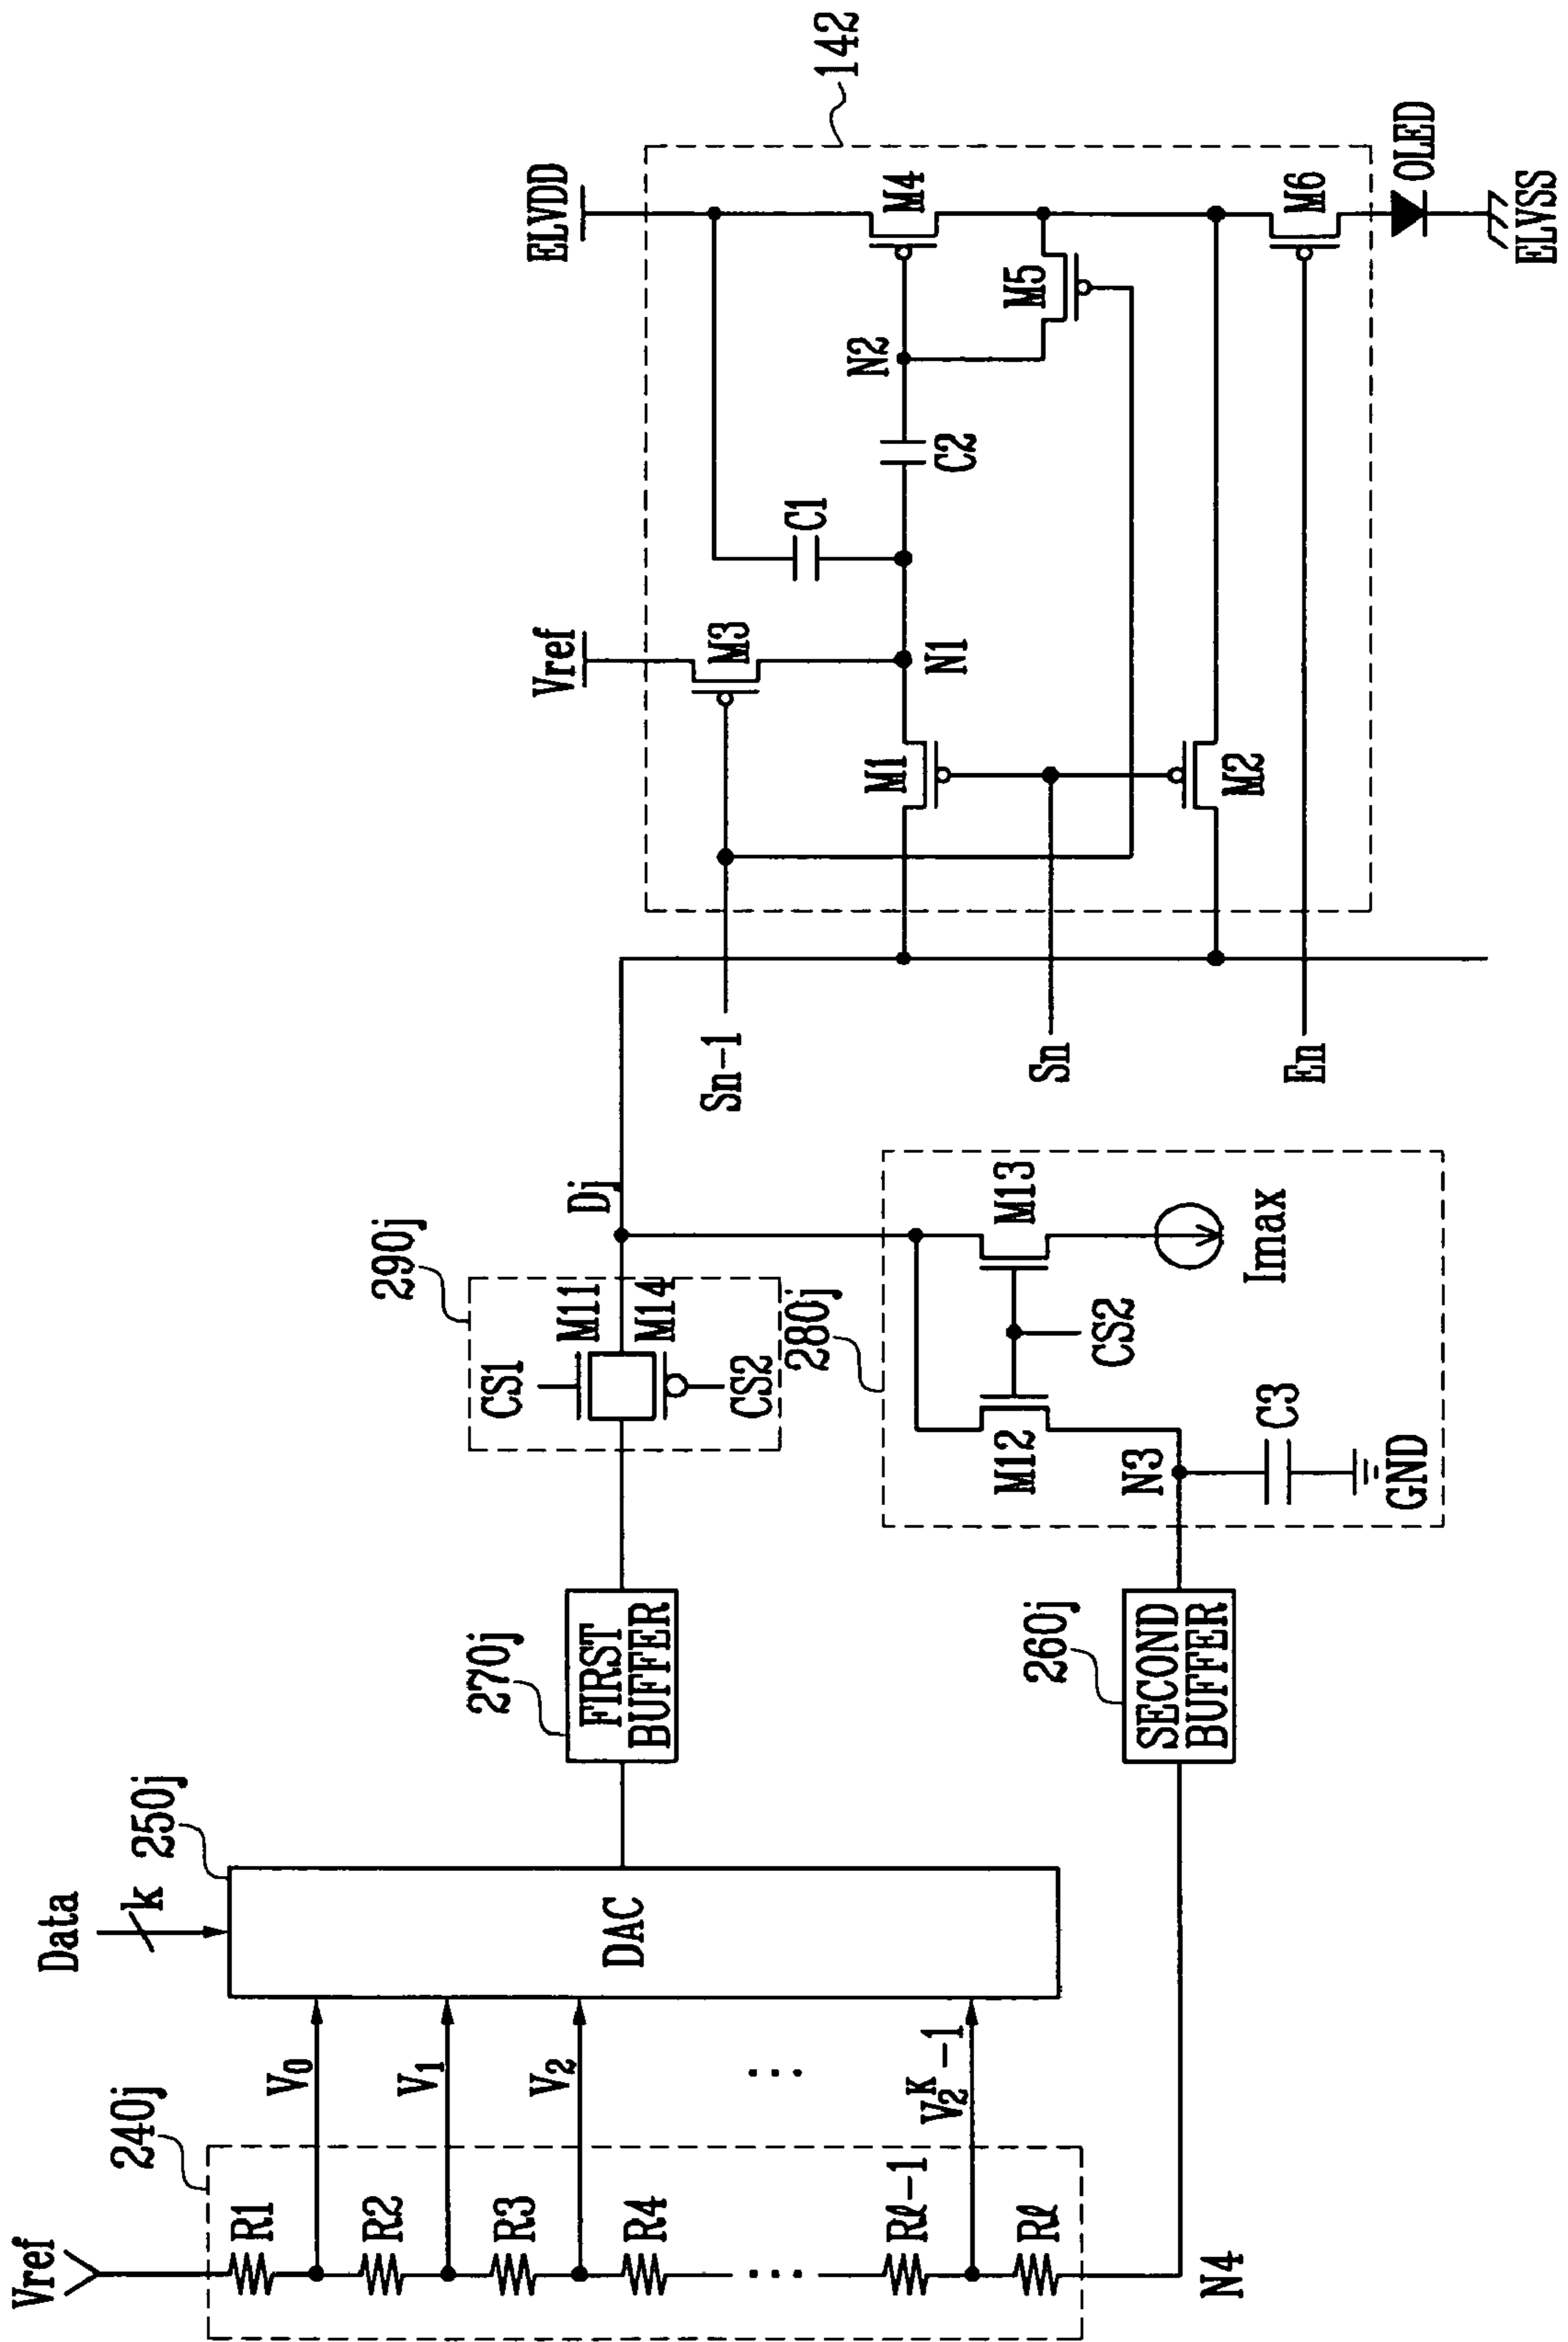 Vref
240j
R1
R2
R3
R4
...
Rℓ-1
Rℓ
N4
V0
V1
V2
...
V2^K-1
Data
k
250j
DAC
270j
FIRST
BUFFER
260j
SECOND
BUFFER
290j
CS1
M11
M14
CS2
Dj
280j
M12
M13
CS2
N3
C3
GND
Imax
Sn-1
Sn
En
142
Vref
M3
N1
M1
M2
C1
C2
N2
ELVDD
M4
M5
M6
OLED
ELVSS